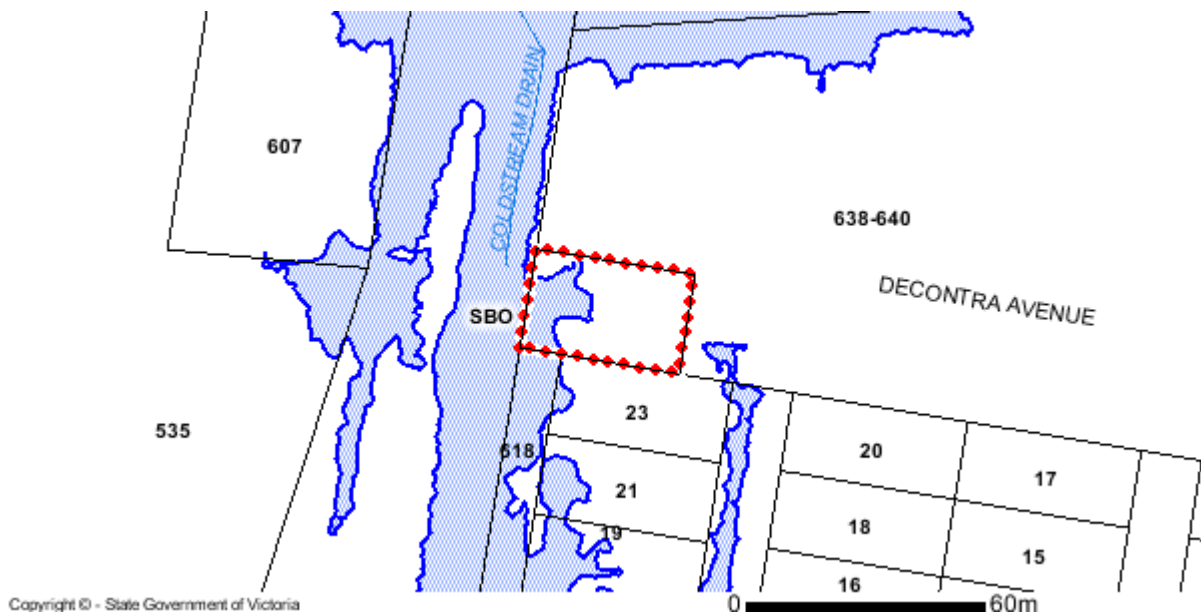 COLDSTREAM DRAIN
607
638-640
DECONTRA AVENUE
SBO
535
618
23
20
17
21
19
18
15
16
Copyright © - State Government of Victoria
0 60m